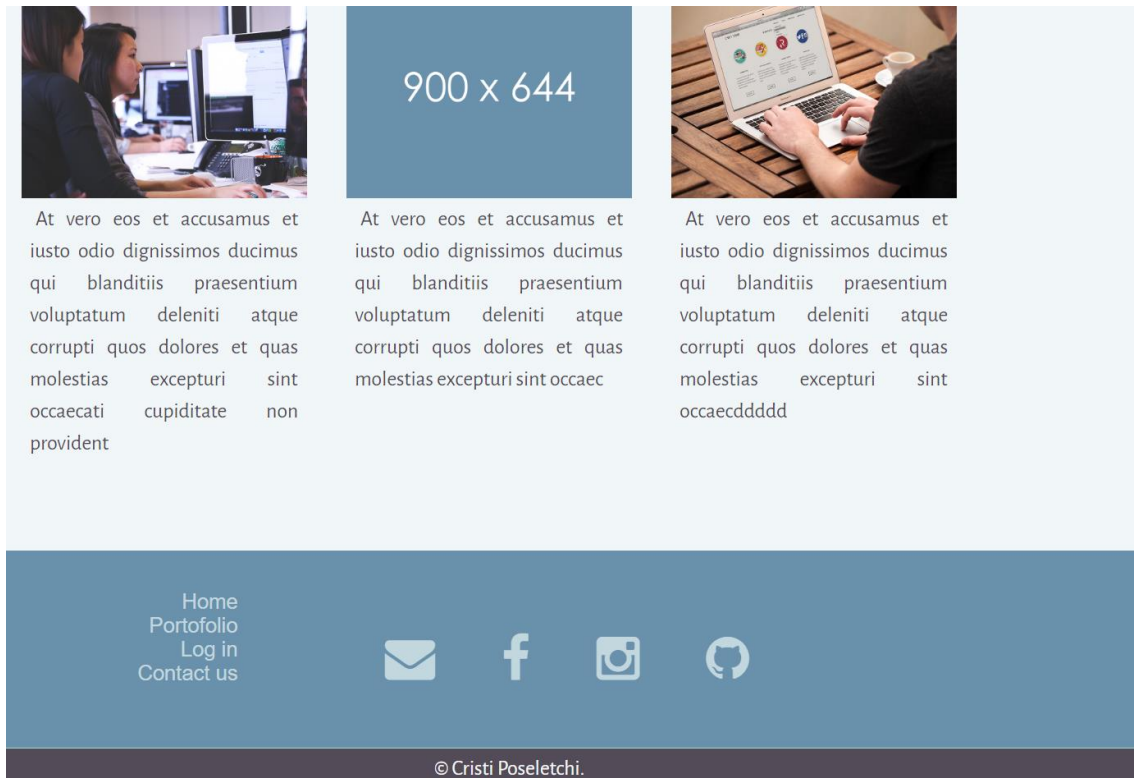 900 x 644
At vero eos et accusamus et
iusto odio dignissimos ducimus
qui blanditiis praesentium
voluptatum deleniti atque
corrupti quos dolores et quas
molestias excepturi sint
occaecati cupiditate non
provident
At vero eos et accusamus et
iusto odio dignissimos ducimus
qui blanditiis praesentium
voluptatum deleniti atque
corrupti quos dolores et quas
molestias excepturi sint occaec
At vero eos et accusamus et
iusto odio dignissimos ducimus
qui blanditiis praesentium
voluptatum deleniti atque
corrupti quos dolores et quas
molestias excepturi sint
occaecddddd
Home
Portofolio
Log in
Contact us
© Cristi Poseletchi.